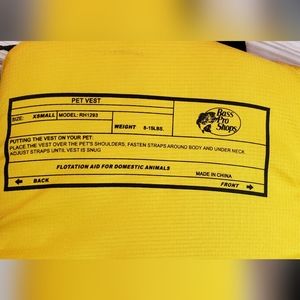 PET VEST
SIZE: XSMALL MODEL: RH1293
WEIGHT 8-15LBS.
Bass
Pro
Shops
PUTTING THE VEST ON YOUR PET:
PLACE THE VEST OVER THE PET'S SHOULDERS, FASTEN STRAPS AROUND BODY AND UNDER NECK
ADJUST STRAPS UNTIL VEST IS SNUG
FLOTATION AID FOR DOMESTIC ANIMALS
MADE IN CHINA
BACK
FRONT